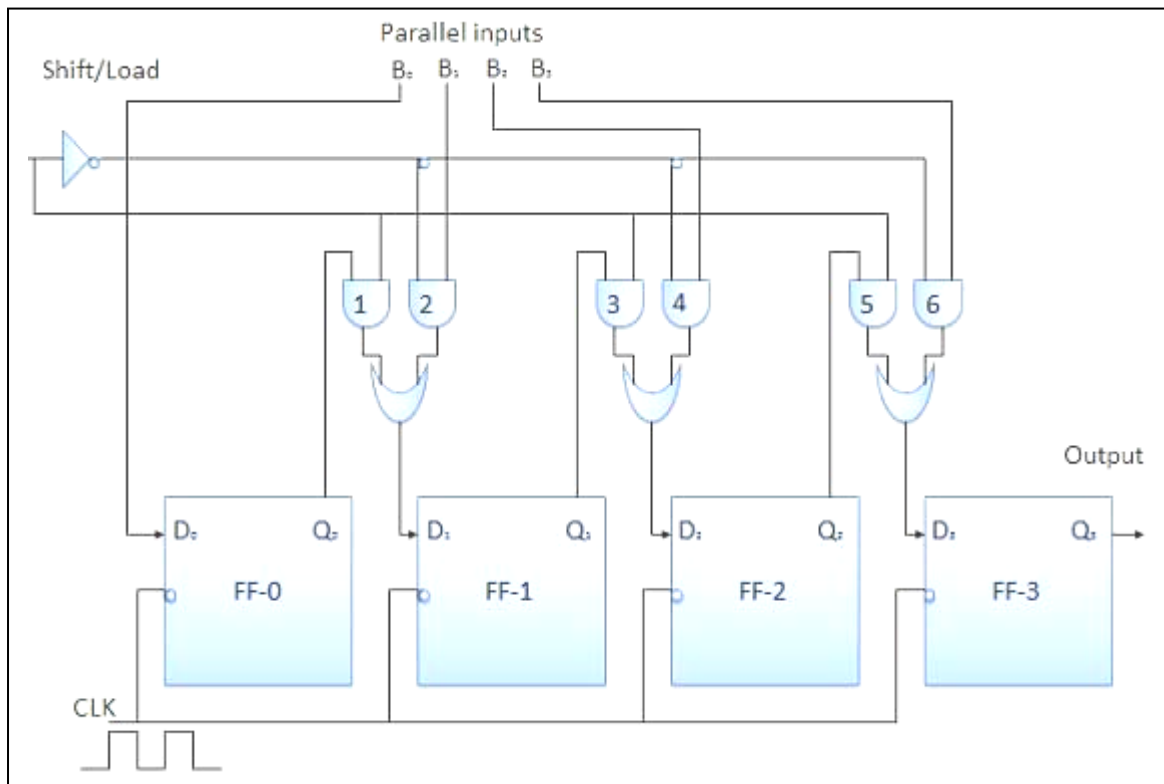 Parallel inputs
Shift/Load
B₀ B₁ B₂ B₃
1 2 3 4 5 6
Output
D₀ Q₀ D₁ Q₁ D₂ Q₂ D₃ Q₃
FF-0 FF-1 FF-2 FF-3
CLK